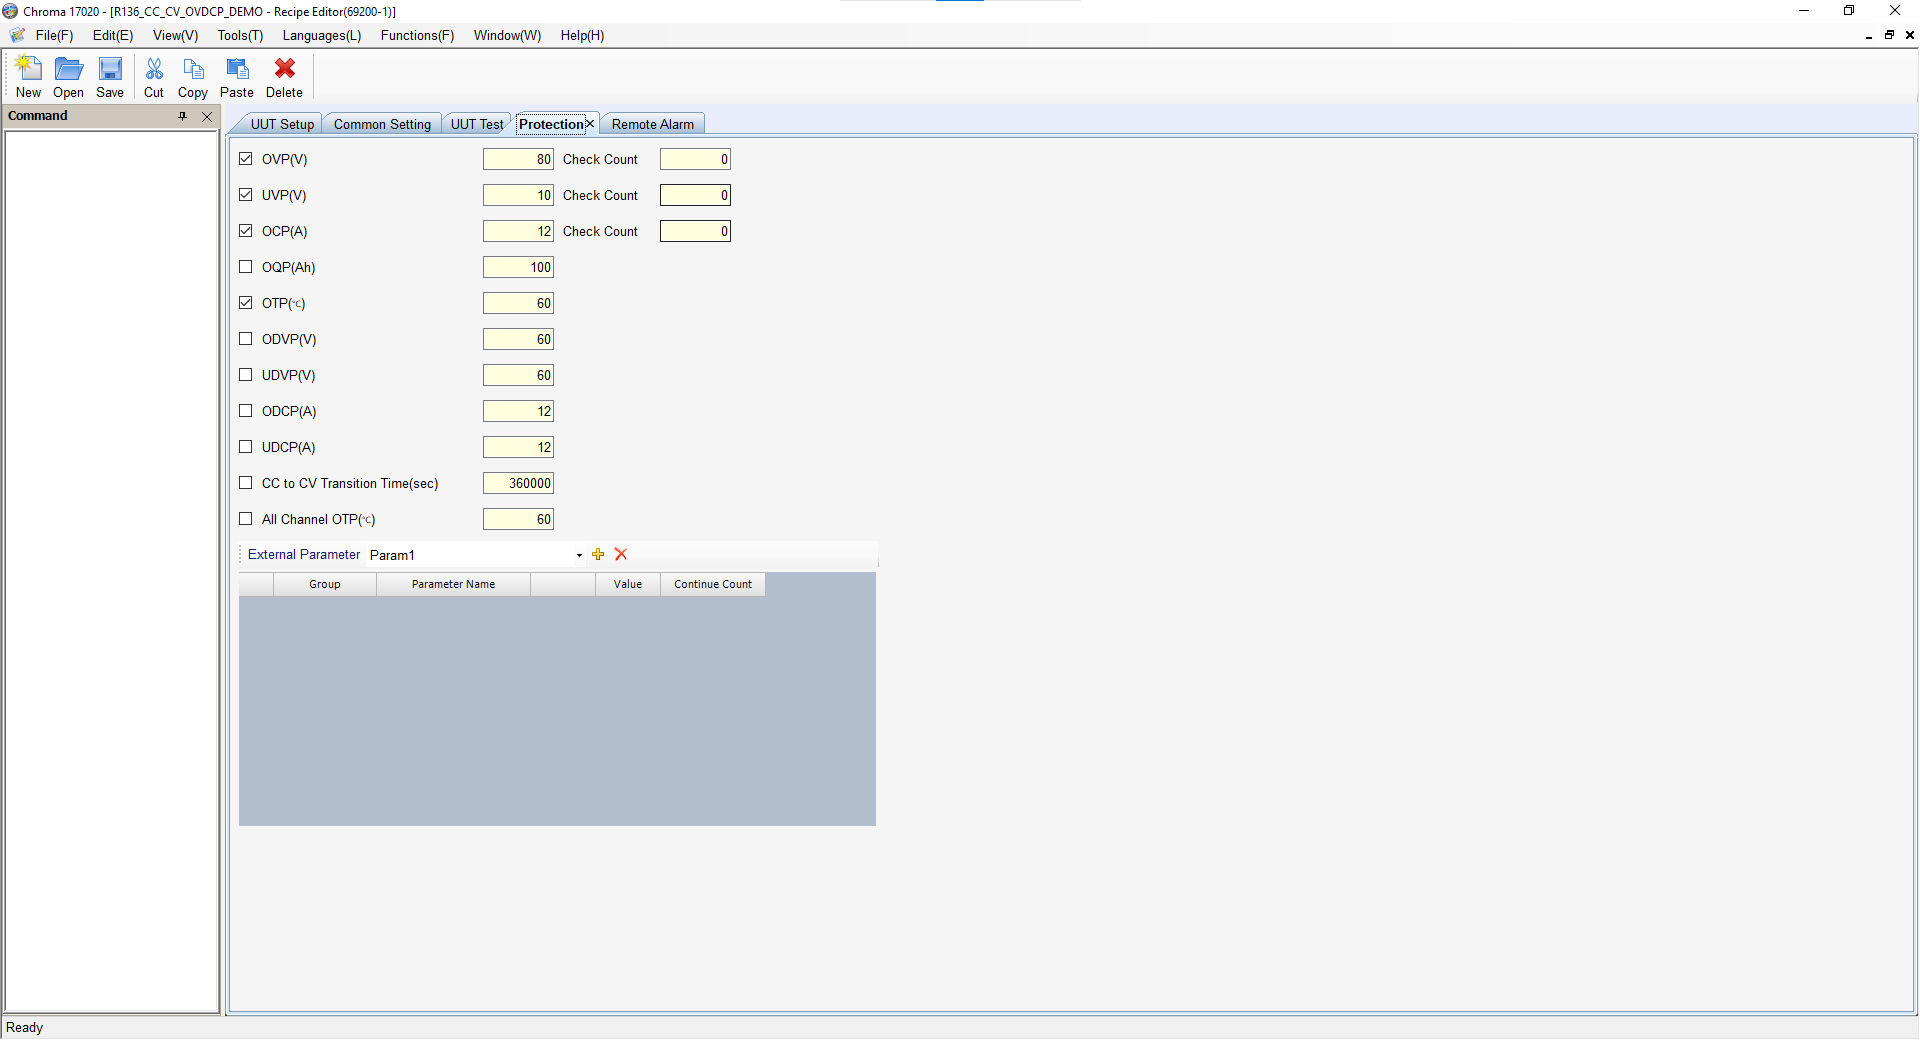 Chroma 17020 - [R136_CC_CV_OVDCP_DEMO - Recipe Editor(69200-1)]
File(F) Edit(E) View(V) Tools(T) Languages(L) Functions(F) Window(W) Help(H)
New Open Save Cut Copy Paste Delete
Command
UUT Setup Common Setting UUT Test Protection Remote Alarm
OVP(V) 80 Check Count 0
UVP(V) 10 Check Count 0
OCP(A) 12 Check Count 0
OQP(Ah) 100
OTP(℃) 60
ODVP(V) 60
UDVP(V) 60
ODCP(A) 12
UDCP(A) 12
CC to CV Transition Time(sec) 360000
All Channel OTP(℃) 60
External Parameter Param1
Group Parameter Name Value Continue Count
Ready